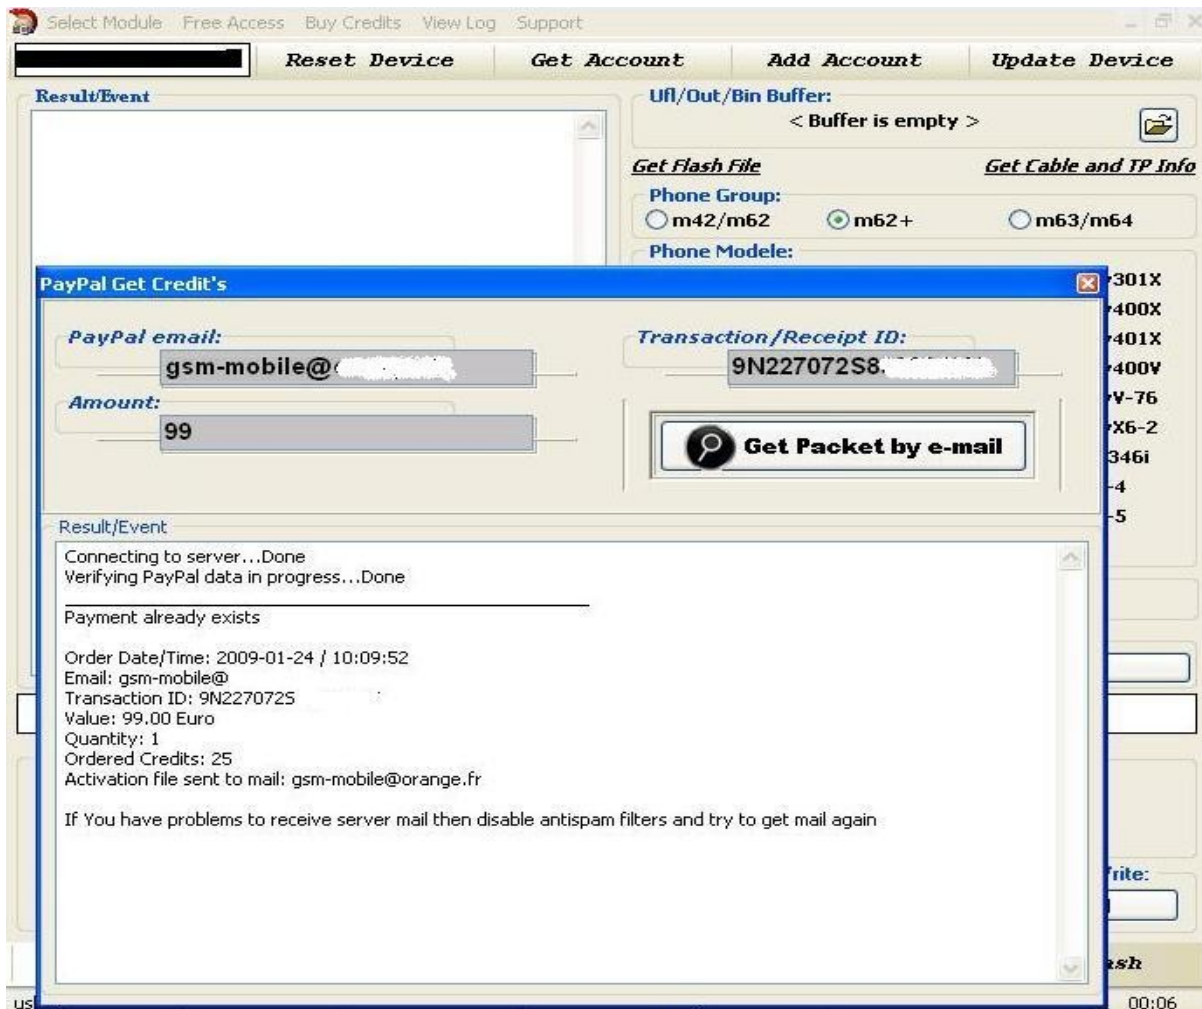 Select Module Free Access Buy Credits View Log Support
Reset Device Get Account Add Account Update Device
Result/Event
Ufl/Out/Bin Buffer:
< Buffer is empty >
Get Flash File Get Cable and TP Info
Phone Group:
m42/m62 m62+ m63/m64
Phone Modele:
301X
400X
401X
400V
V-76
X6-2
346i
-4
-5
PayPal Get Credit's
PayPal email: Transaction/Receipt ID:
gsm-mobile@ 9N227072S8
Amount:
99
Get Packet by e-mail
Result/Event
Connecting to server...Done
Verifying PayPal data in progress...Done
Payment already exists
Order Date/Time: 2009-01-24 / 10:09:52
Email: gsm-mobile@
Transaction ID: 9N227072S
Value: 99.00 Euro
Quantity: 1
Ordered Credits: 25
Activation file sent to mail: gsm-mobile@orange.fr
If You have problems to receive server mail then disable antispam filters and try to get mail again
rite:
ash
us 00:06